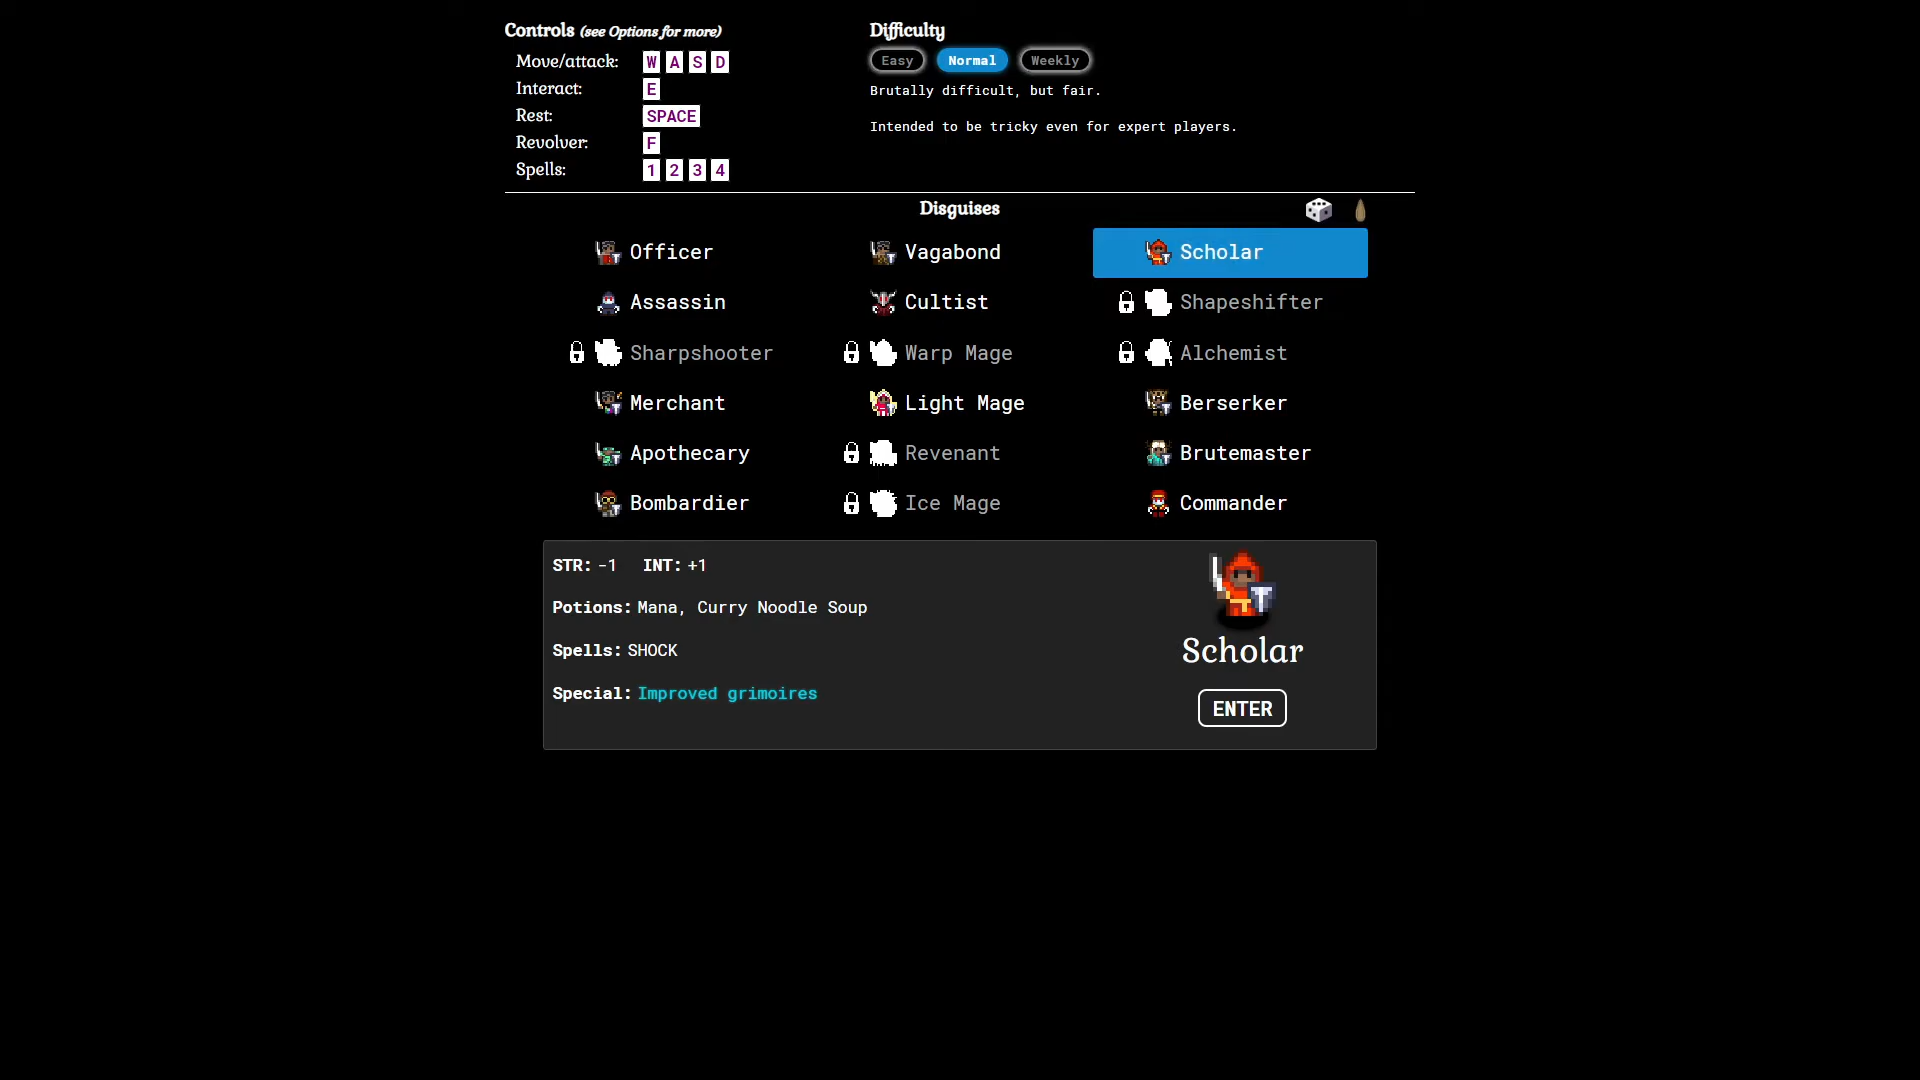 Controls (see Options for more)
Move/attack: W A S D
Interact: E
Rest: SPACE
Revolver: F
Spells: 1 2 3 4
Difficulty
Easy Normal Weekly
Brutally difficult, but fair.
Intended to be tricky even for expert players.
Disguises
Officer Vagabond Scholar
Assassin Cultist Shapeshifter
Sharpshooter Warp Mage Alchemist
Merchant Light Mage Berserker
Apothecary Revenant Brutemaster
Bombardier Ice Mage Commander
STR: -1 INT: +1
Potions: Mana, Curry Noodle Soup
Spells: SHOCK
Special: Improved grimoires
Scholar
ENTER